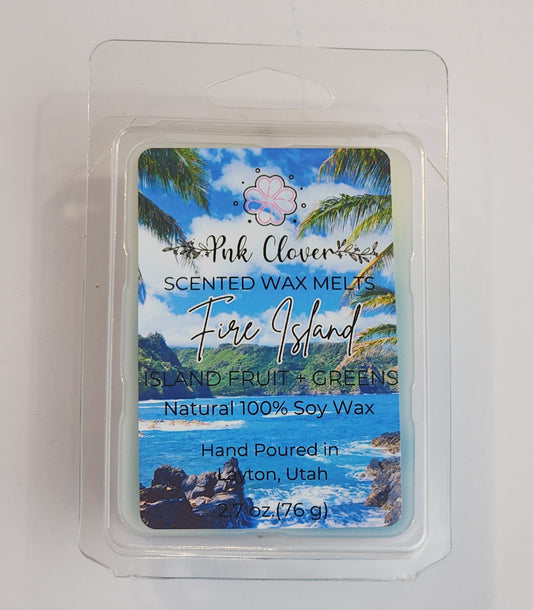 Pnk Clover
SCENTED WAX MELTS
Fire Island
ISLAND FRUIT + GREENS
Natural 100% Soy Wax
Hand Poured in
Layton, Utah
2.7 oz.(76 g)